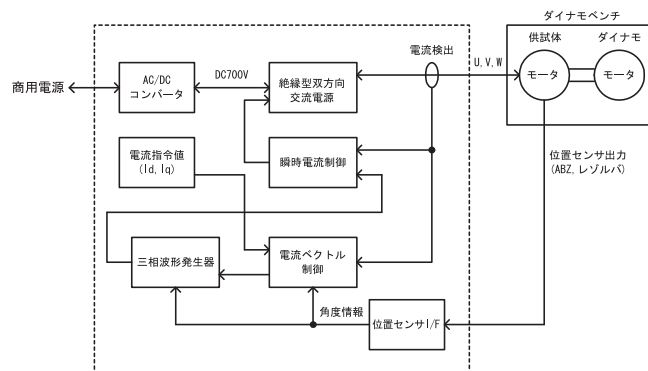 ダイナモベンチ
電流検出
供試体
ダイナモ
商用電源
AC/DC
コンバータ
DC700V
絶縁型双方向
交流電源
U,V,W
モータ
モータ
電流指令値
(Id,Iq)
瞬時電流制御
位置センサ出力
(ABZ,レゾルバ)
三相波形発生器
電流ベクトル
制御
角度情報
位置センサI/F